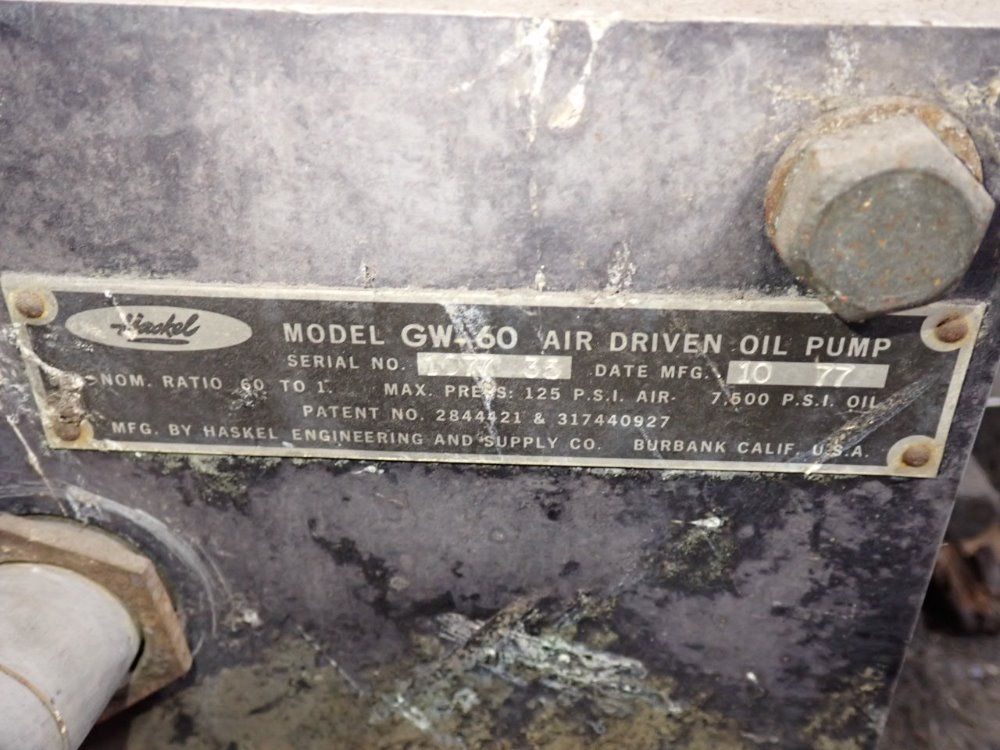 Haskel
MODEL GW-60 AIR DRIVEN OIL PUMP
SERIAL NO. 1077 33 DATE MFG. 10 77
NOM. RATIO 60 TO 1. MAX. PRESS: 125 P.S.I. AIR- 7,500 P.S.I. OIL
PATENT NO. 2844421 & 317440927
MFG. BY HASKEL ENGINEERING AND SUPPLY CO. BURBANK CALIF. U.S.A.